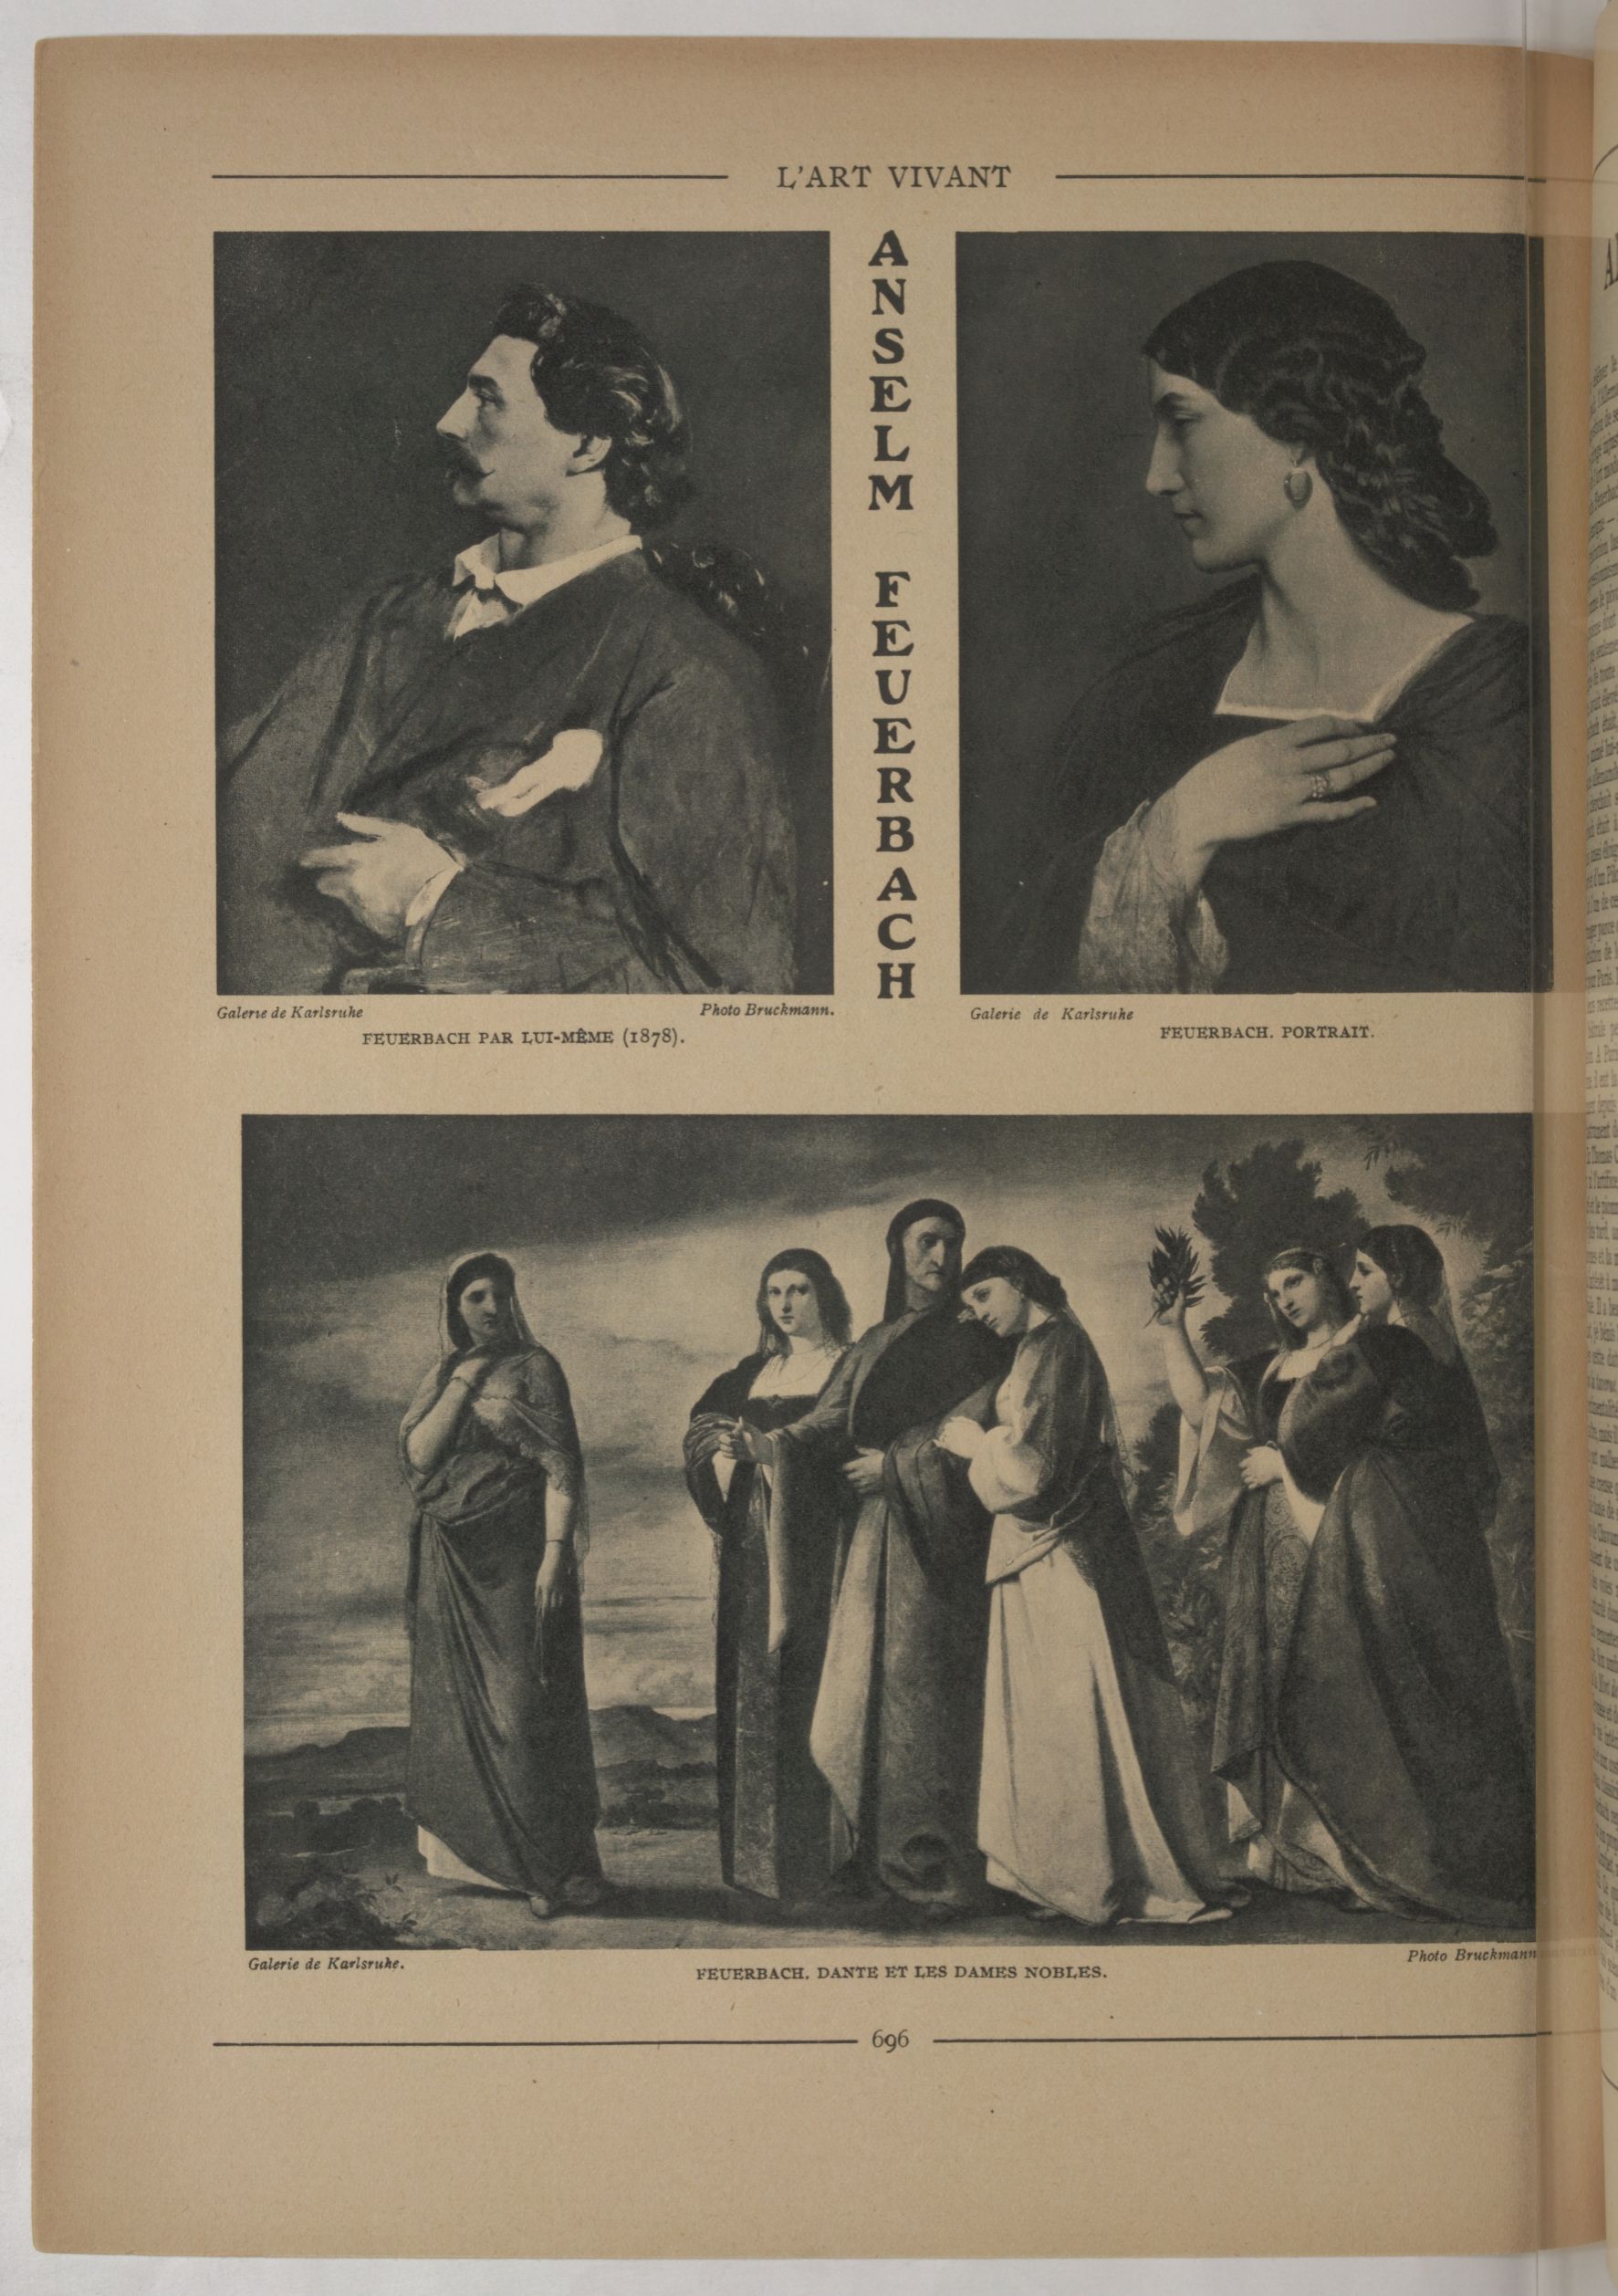 L'ART VIVANT
ANSELM FEUERBACH
Galerie de Karlsruhe
Photo Bruckmann.
FEUERBACH PAR LUI-MÊME (1878).
Galerie de Karlsruhe
FEUERBACH. PORTRAIT.
Galerie de Karlsruhe.
Photo Bruckmann
FEUERBACH. DANTE ET LES DAMES NOBLES.
696